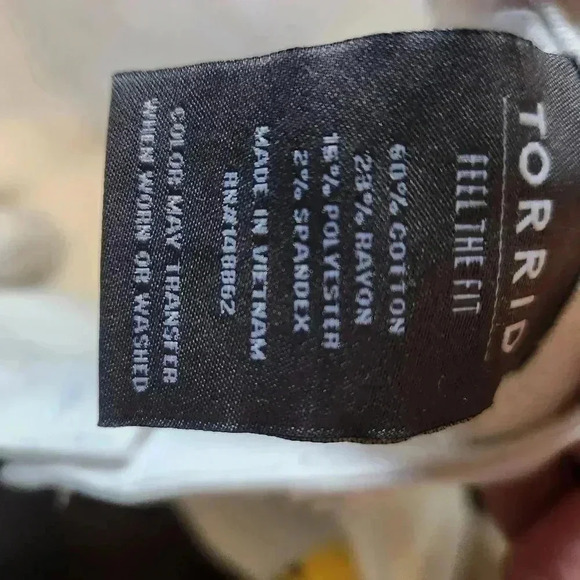 TORRID
FEEL THE FIT
60% COTTON
23% RAYON
15% POLYESTER
2% SPANDEX
MADE IN VIETNAM
RN#148862
COLOR MAY TRANSFER
WHEN WORN OR WASHED